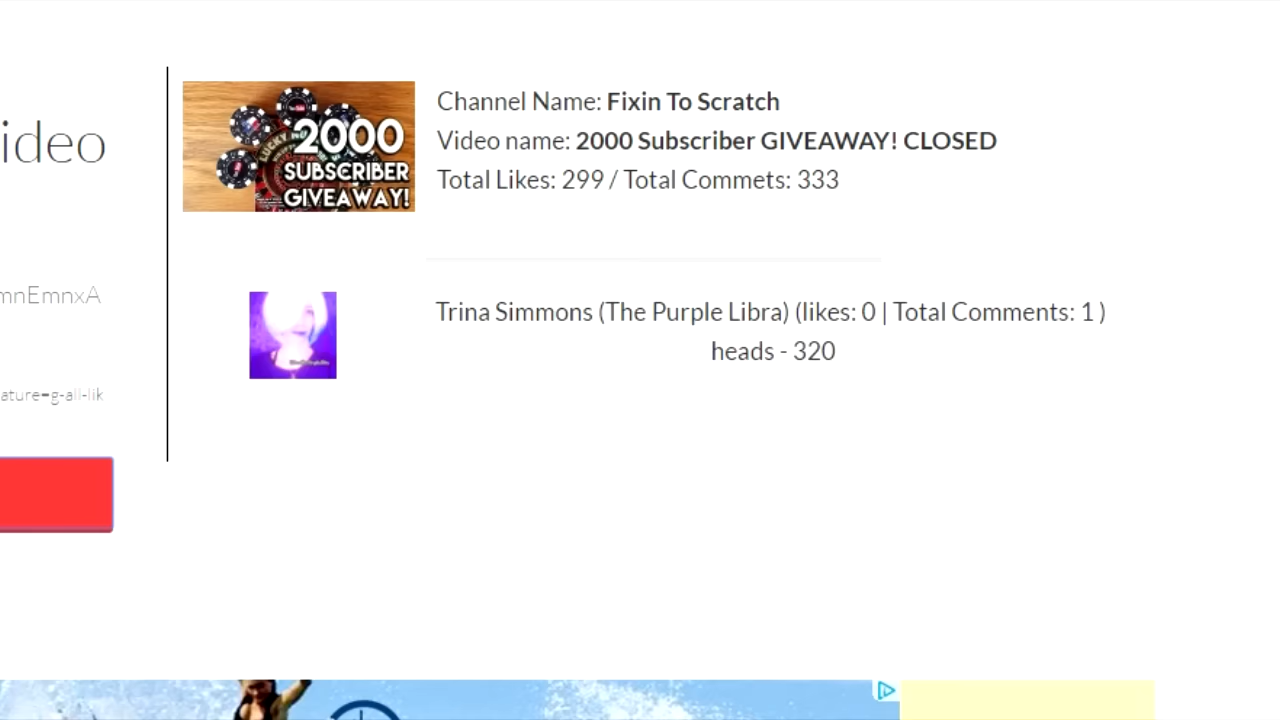 ideo
mnEmnxA
ature=g-all-lik
2000
SUBSCRIBER
GIVEAWAY!
Channel Name: Fixin To Scratch
Video name: 2000 Subscriber GIVEAWAY! CLOSED
Total Likes: 299 / Total Commets: 333
Trina Simmons (The Purple Libra) (likes: 0 | Total Comments: 1 )
heads - 320